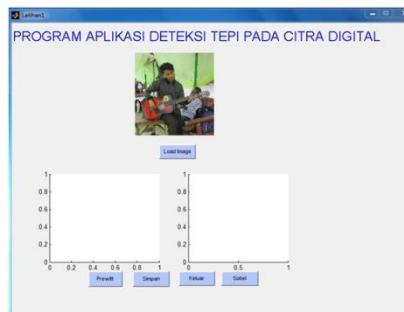 Latihan1
PROGRAM APLIKASI DETEKSI TEPI PADA CITRA DIGITAL
Load Image
1 1
0.8 0.8
0.6 0.6
0.4 0.4
0.2 0.2
0 0
0 0.2 0.4 0.6 0.8 1 0 0.5 1
Prewitt Simpan Keluar Sobel